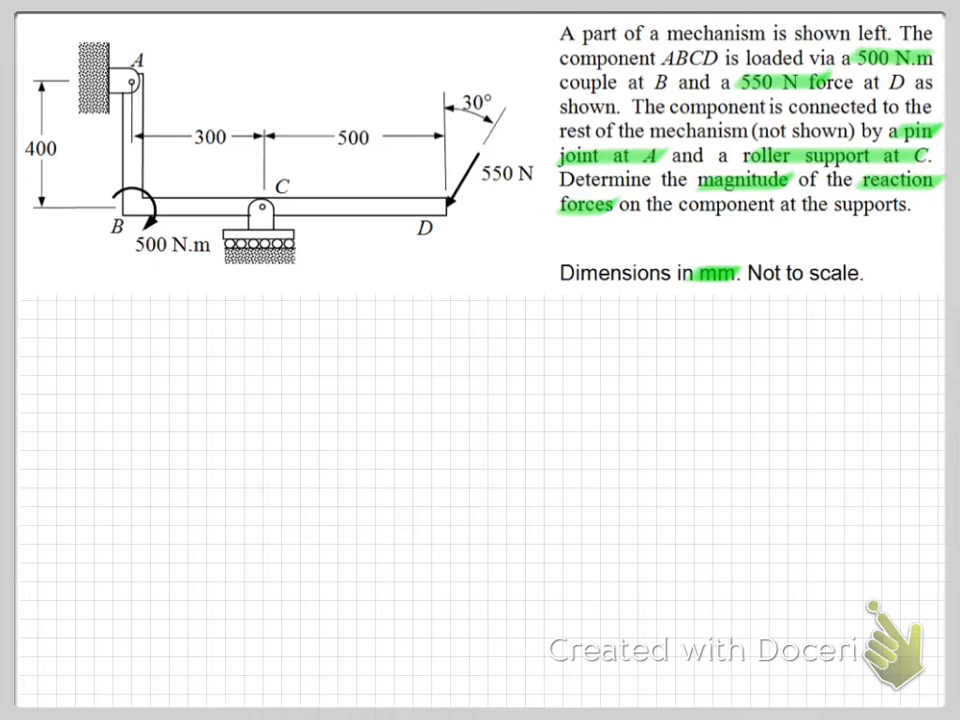 A part of a mechanism is shown left. The
component ABCD is loaded via a 500 N.m
couple at B and a 550 N force at D as
shown. The component is connected to the
rest of the mechanism (not shown) by a pin
joint at A and a roller support at C.
Determine the magnitude of the reaction
forces on the component at the supports.
Dimensions in mm. Not to scale.
A
30°
300
500
400
550 N
C
B
D
500 N.m
Created with Doceri